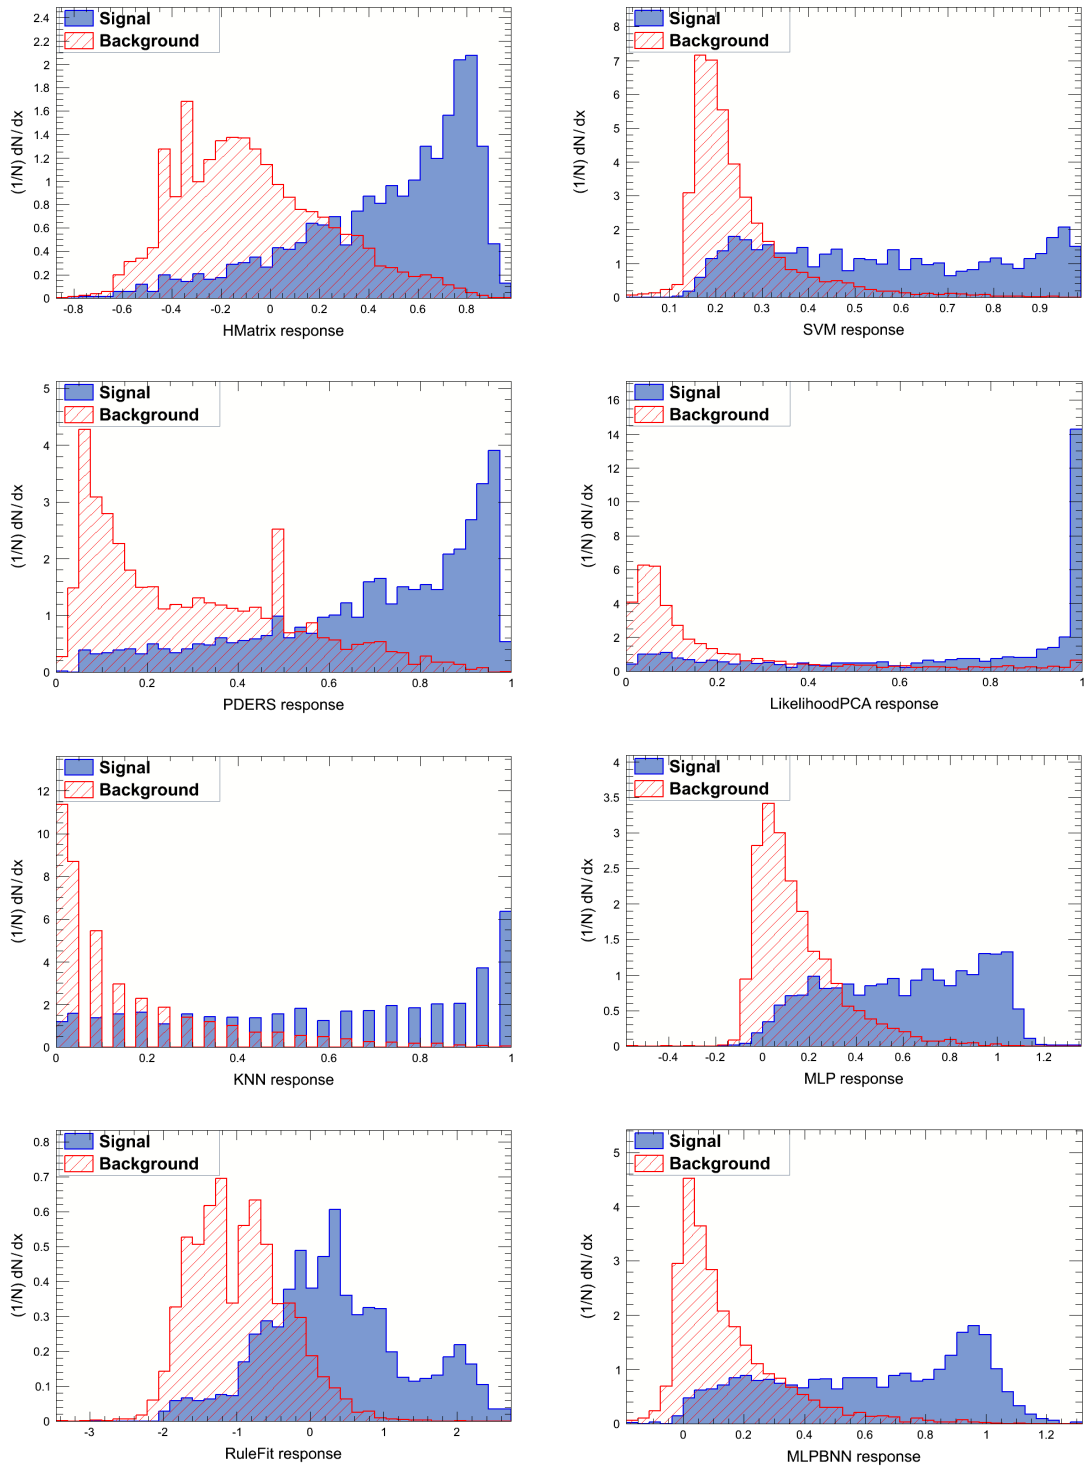 Signal
Background
(1/N) dN / dx
2.4
2.2
2
1.8
1.6
1.4
1.2
1
0.8
0.6
0.4
0.2
0
-0.8 -0.6 -0.4 -0.2 0 0.2 0.4 0.6 0.8
HMatrix response
Signal
Background
(1/N) dN / dx
8
7
6
5
4
3
2
1
0
0.1 0.2 0.3 0.4 0.5 0.6 0.7 0.8 0.9
SVM response
Signal
Background
(1/N) dN / dx
5
4
3
2
1
0
0 0.2 0.4 0.6 0.8 1
PDERS response
Signal
Background
(1/N) dN / dx
16
14
12
10
8
6
4
2
0
0 0.2 0.4 0.6 0.8 1
LikelihoodPCA response
Signal
Background
(1/N) dN / dx
12
10
8
6
4
2
0
0 0.2 0.4 0.6 0.8 1
KNN response
Signal
Background
(1/N) dN / dx
4
3.5
3
2.5
2
1.5
1
0.5
0
-0.4 -0.2 0 0.2 0.4 0.6 0.8 1 1.2
MLP response
Signal
Background
(1/N) dN / dx
0.8
0.7
0.6
0.5
0.4
0.3
0.2
0.1
0
-3 -2 -1 0 1 2
RuleFit response
Signal
Background
(1/N) dN / dx
5
4
3
2
1
0
0 0.2 0.4 0.6 0.8 1 1.2
MLPBNN response